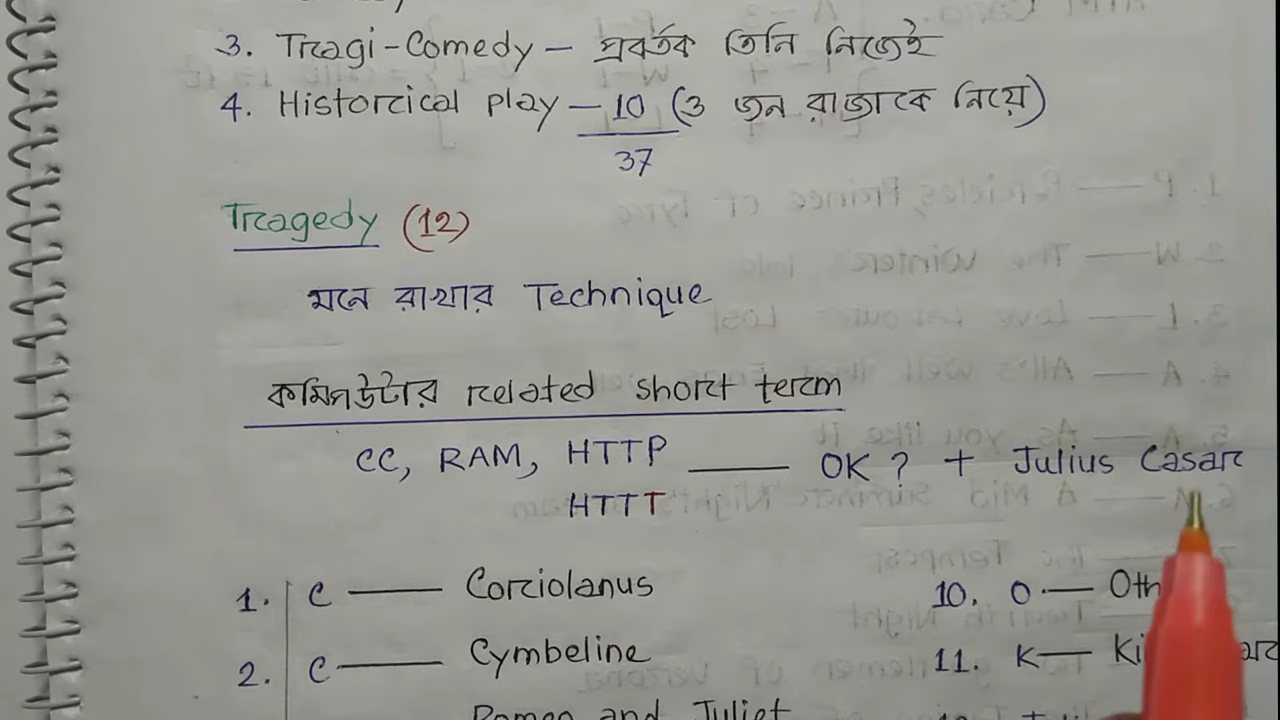 3. Tragi-Comedy — প্রবর্তক তিনি নিজেই
4. Historical play — 10 (৩ জন রাজাকে নিয়ে)
37
Tragedy (12)
মনে রাখার Technique
কম্পিউটার related short term
CC, RAM, HTTP —— OK? + Julius Casar
HTTT
1. C —— Coriolanus
10. O —— Oth
2. C —— Cymbeline
11. K — Ki ar
Romeo and Juliet